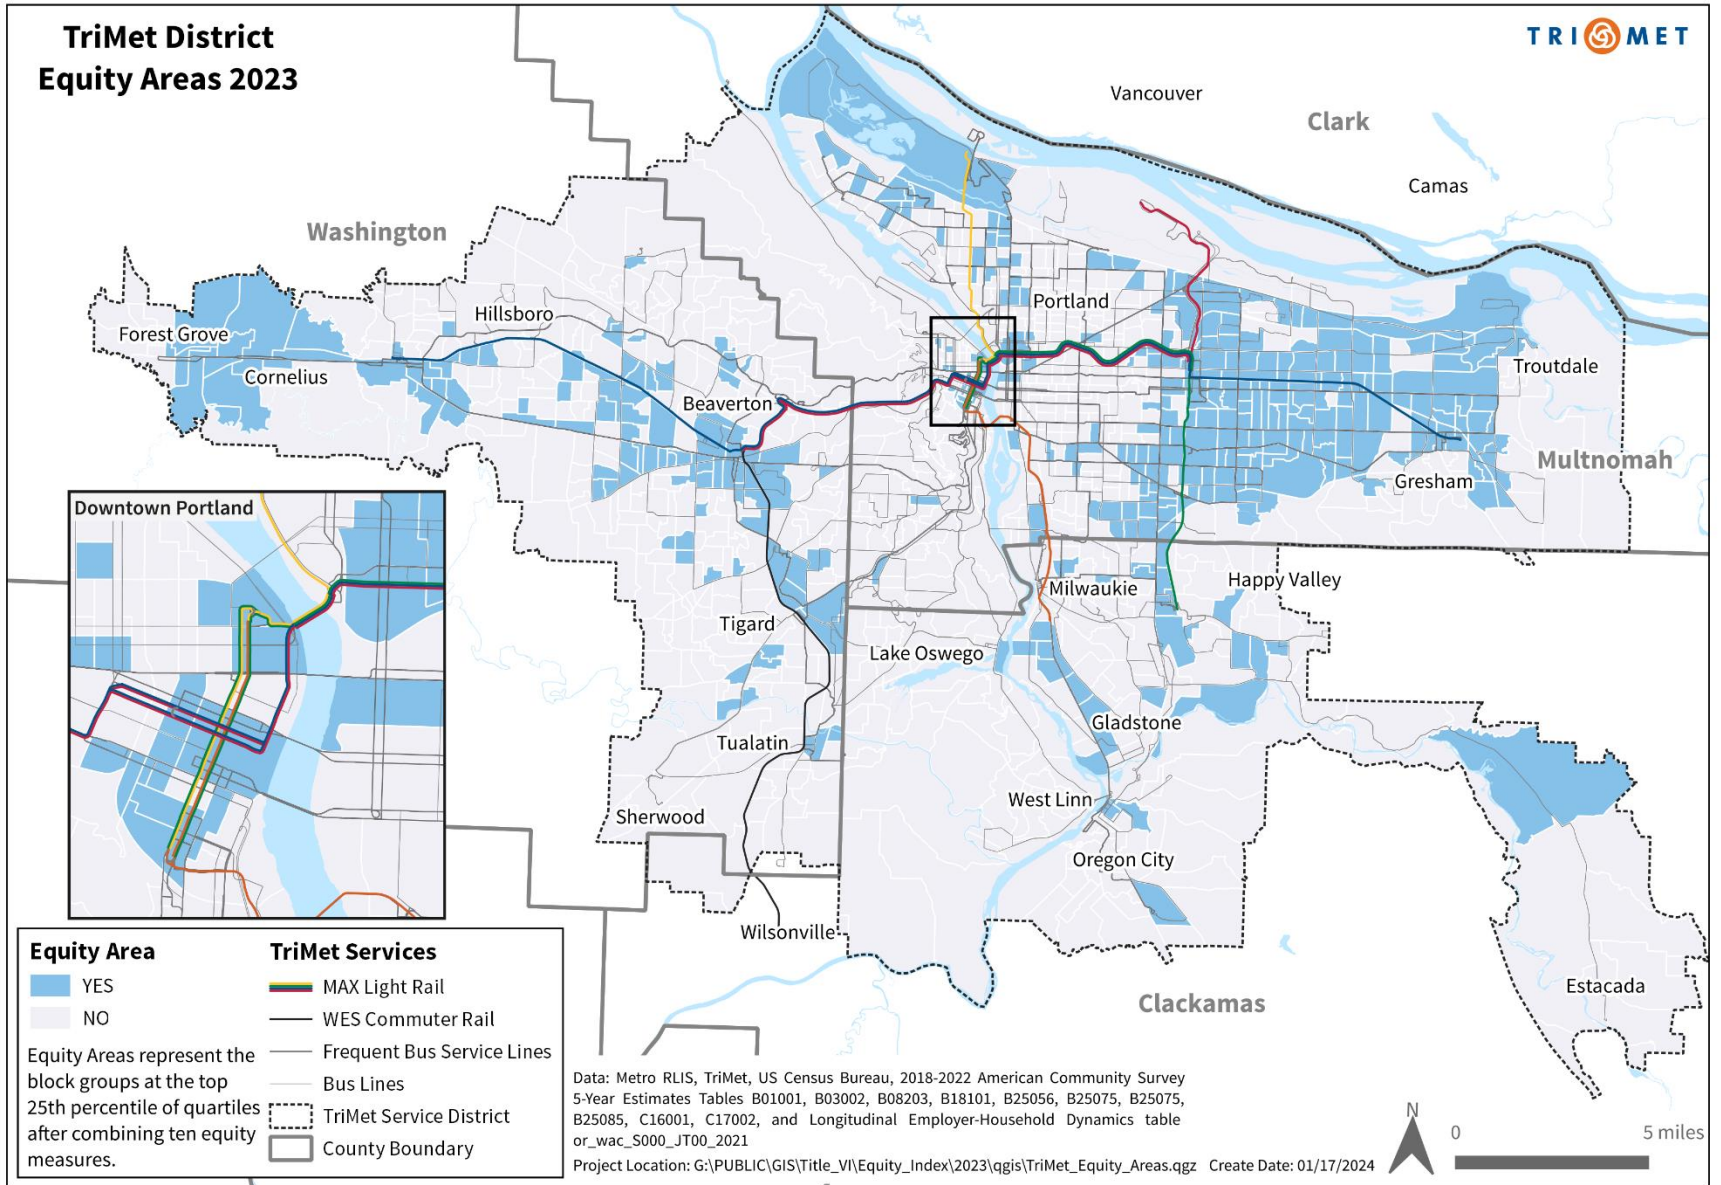 TriMet District
Equity Areas 2023
TRI MET
Vancouver
Clark
Camas
Washington
Hillsboro
Portland
Forest Grove
Troutdale
Cornelius
Beaverton
Multnomah
Gresham
Downtown Portland
Happy Valley
Milwaukie
Tigard
Lake Oswego
Gladstone
Tualatin
West Linn
Sherwood
Oregon City
Wilsonville
Estacada
Clackamas
Equity Area
YES
NO
Equity Areas represent the
block groups at the top
25th percentile of quartiles
after combining ten equity
measures.
TriMet Services
MAX Light Rail
WES Commuter Rail
Frequent Bus Service Lines
Bus Lines
TriMet Service District
County Boundary
Data: Metro RLIS, TriMet, US Census Bureau, 2018-2022 American Community Survey
5-Year Estimates Tables B01001, B03002, B08203, B18101, B25056, B25075, B25075,
B25085, C16001, C17002, and Longitudinal Employer-Household Dynamics table
or_wac_S000_JT00_2021
Project Location: G:\PUBLIC\GIS\Title_VI\Equity_Index\2023\qgis\TriMet_Equity_Areas.qgz Create Date: 01/17/2024
N
0 5 miles